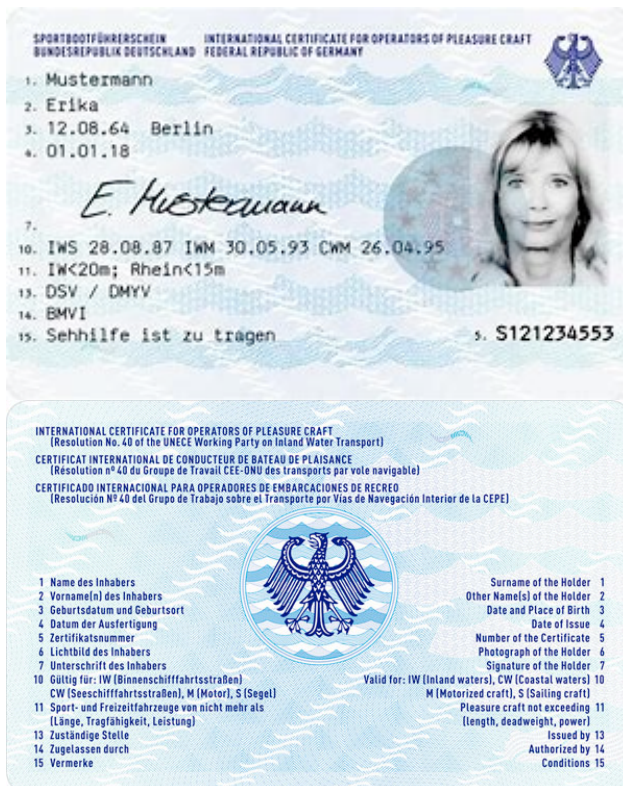 SPORTBOOTFÜHRERSCHEIN INTERNATIONAL CERTIFICATE FOR OPERATORS OF PLEASURE CRAFT
BUNDESREPUBLIK DEUTSCHLAND FEDERAL REPUBLIC OF GERMANY
1. Mustermann
2. Erika
3. 12.08.64 Berlin
4. 01.01.18
E. Mustermann
7.
10. IWS 28.08.87 IWM 30.05.93 CWM 26.04.95
11. IW<20m; Rhein<15m
13. DSV / DMYV
14. BMVI
15. Sehhilfe ist zu tragen 5. S121234553
INTERNATIONAL CERTIFICATE FOR OPERATORS OF PLEASURE CRAFT
(Resolution No. 40 of the UNECE Working Party on Inland Water Transport)
CERTIFICAT INTERNATIONAL DE CONDUCTEUR DE BATEAU DE PLAISANCE
(Résolution nº 40 du Groupe de Travail CEE-ONU des transports par vole navigable)
CERTIFICADO INTERNACIONAL PARA OPERADORES DE EMBARCACIONES DE RECREO
(Resolución Nº 40 del Grupo de Trabajo sobre el Transporte por Vías de Navegación Interior de la CEPE)
1 Name des Inhabers Surname of the Holder 1
2 Vorname(n) des Inhabers Other Name(s) of the Holder 2
3 Geburtsdatum und Geburtsort Date and Place of Birth 3
4 Datum der Ausfertigung Date of Issue 4
5 Zertifikatsnummer Number of the Certificate 5
6 Lichtbild des Inhabers Photograph of the Holder 6
7 Unterschrift des Inhabers Signature of the Holder 7
10 Gültig für: IW (Binnenschifffahrtsstraßen) Valid for: IW (Inland waters), CW (Coastal waters) 10
CW (Seeschifffahrtsstraßen), M (Motor), S (Segel) M (Motorized craft), S (Sailing craft)
11 Sport- und Freizeitfahrzeuge von nicht mehr als Pleasure craft not exceeding 11
(Länge, Tragfähigkeit, Leistung) (length, deadweight, power)
13 Zuständige Stelle Issued by 13
14 Zugelassen durch Authorized by 14
15 Vermerke Conditions 15